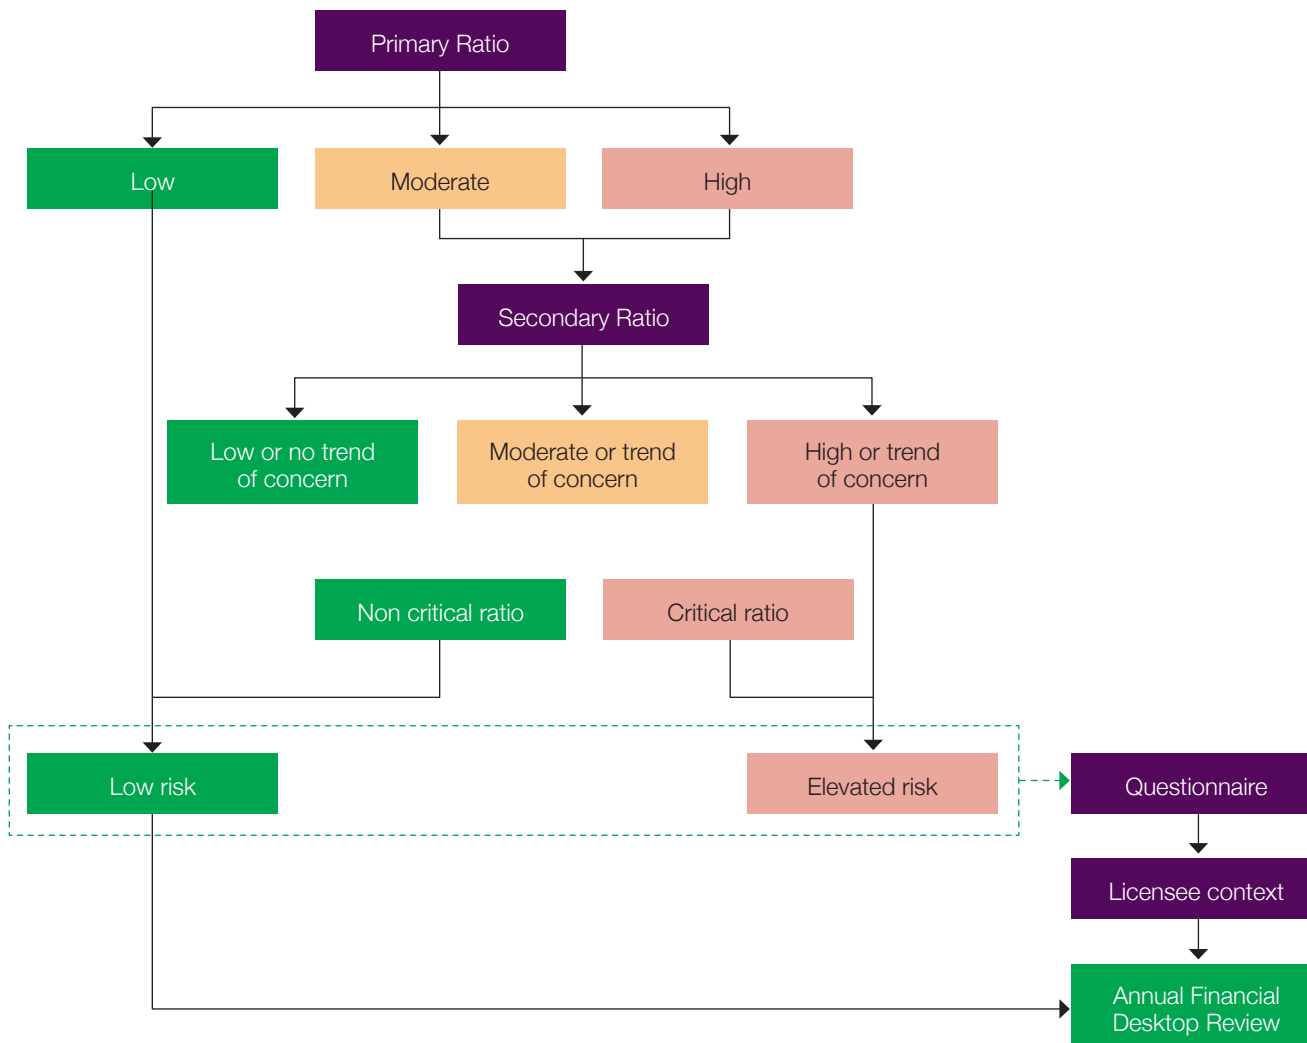 Primary Ratio
Low
Moderate
High
Secondary Ratio
Low or no trend
of concern
Moderate or trend
of concern
High or trend
of concern
Non critical ratio
Critical ratio
Low risk
Elevated risk
Questionnaire
Licensee context
Annual Financial
Desktop Review